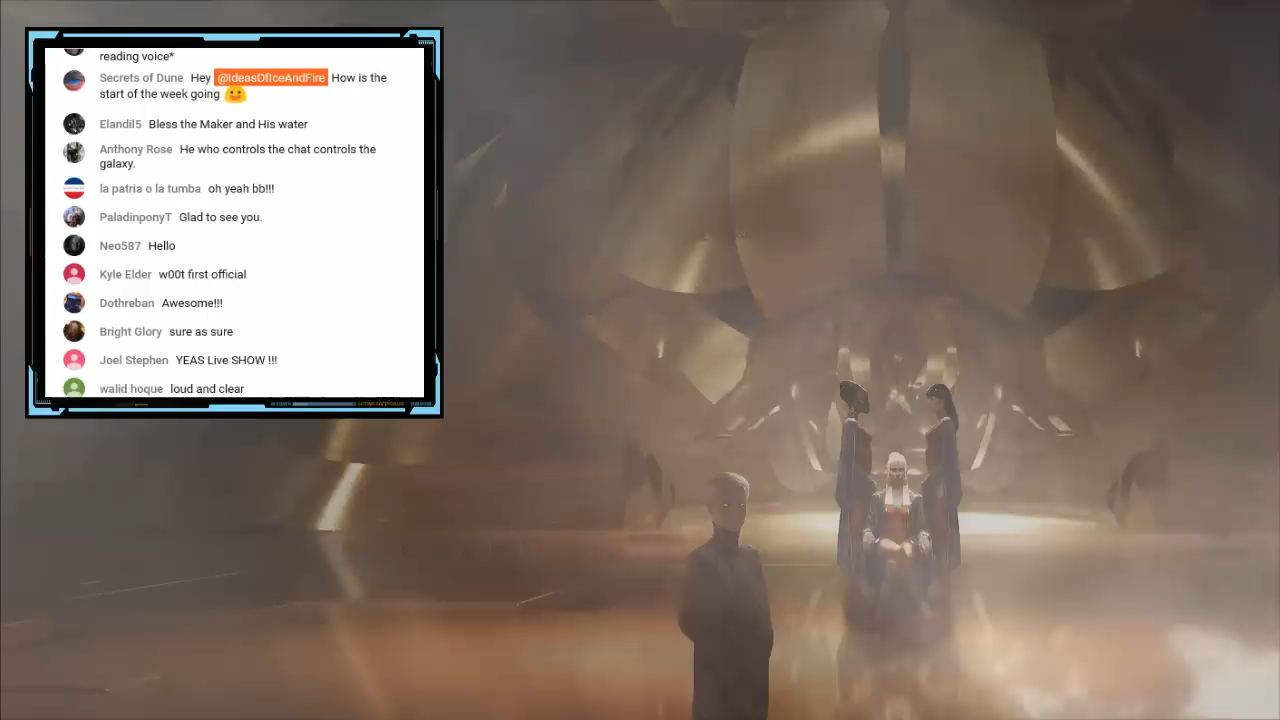 reading voice*
Secrets of Dune Hey @IdeasOfIceAndFire How is the
start of the week going
Elandil5 Bless the Maker and His water
Anthony Rose He who controls the chat controls the
galaxy.
la patria o la tumba oh yeah bb!!!
PaladinponyT Glad to see you.
Neo587 Hello
Kyle Elder w00t first official
Dothreban Awesome!!!
Bright Glory sure as sure
Joel Stephen YEAS Live SHOW !!!
walid hoque loud and clear